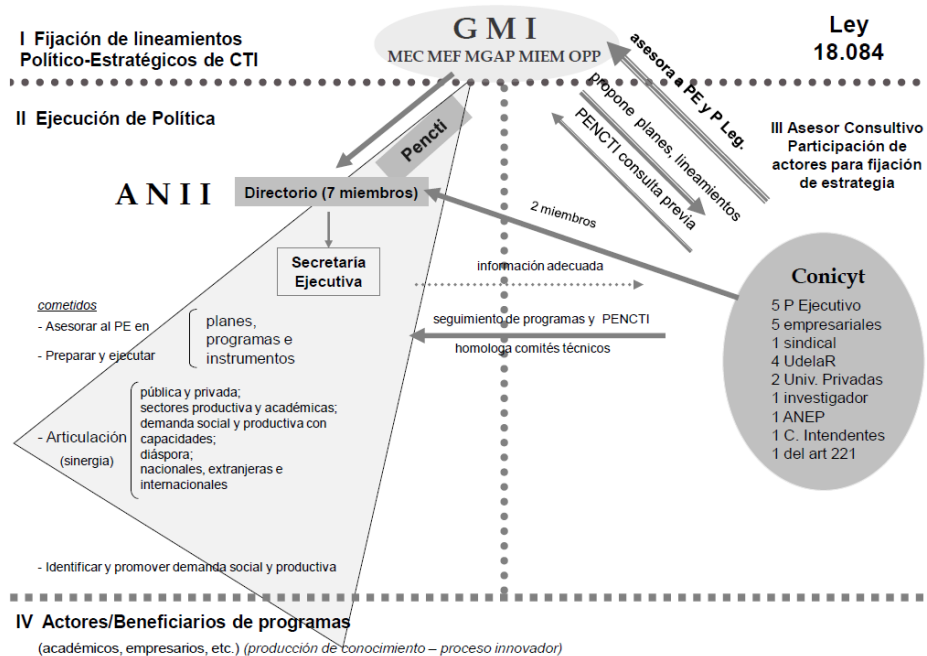 I Fijación de lineamientos
Político-Estratégicos de CTI
G M I
MEC MEF MGAP MIEM OPP
Ley
18.084
II Ejecución de Política
Pencti
asesora a PE y P Leg.
propone planes, lineamientos
PENCTI consulta previa
III Asesor Consultivo
Participación de
actores para fijación
de estrategia
A N I I
Directorio (7 miembros)
2 miembros
Secretaría
Ejecutiva
información adecuada
cometidos
- Asesorar al PE en
- Preparar y ejecutar
planes,
programas e
instrumentos
seguimiento de programas y PENCTI
homologa comités técnicos
Conicyt
5 P Ejecutivo
5 empresariales
1 sindical
4 UdelaR
2 Univ. Privadas
1 investigador
1 ANEP
1 C. Intendentes
1 del art 221
- Articulación
(sinergia)
pública y privada;
sectores productiva y académicas;
demanda social y productiva con
capacidades;
diáspora;
nacionales, extranjeras e
internacionales
- Identificar y promover demanda social y productiva
IV Actores/Beneficiarios de programas
(académicos, empresarios, etc.) (producción de conocimiento – proceso innovador)